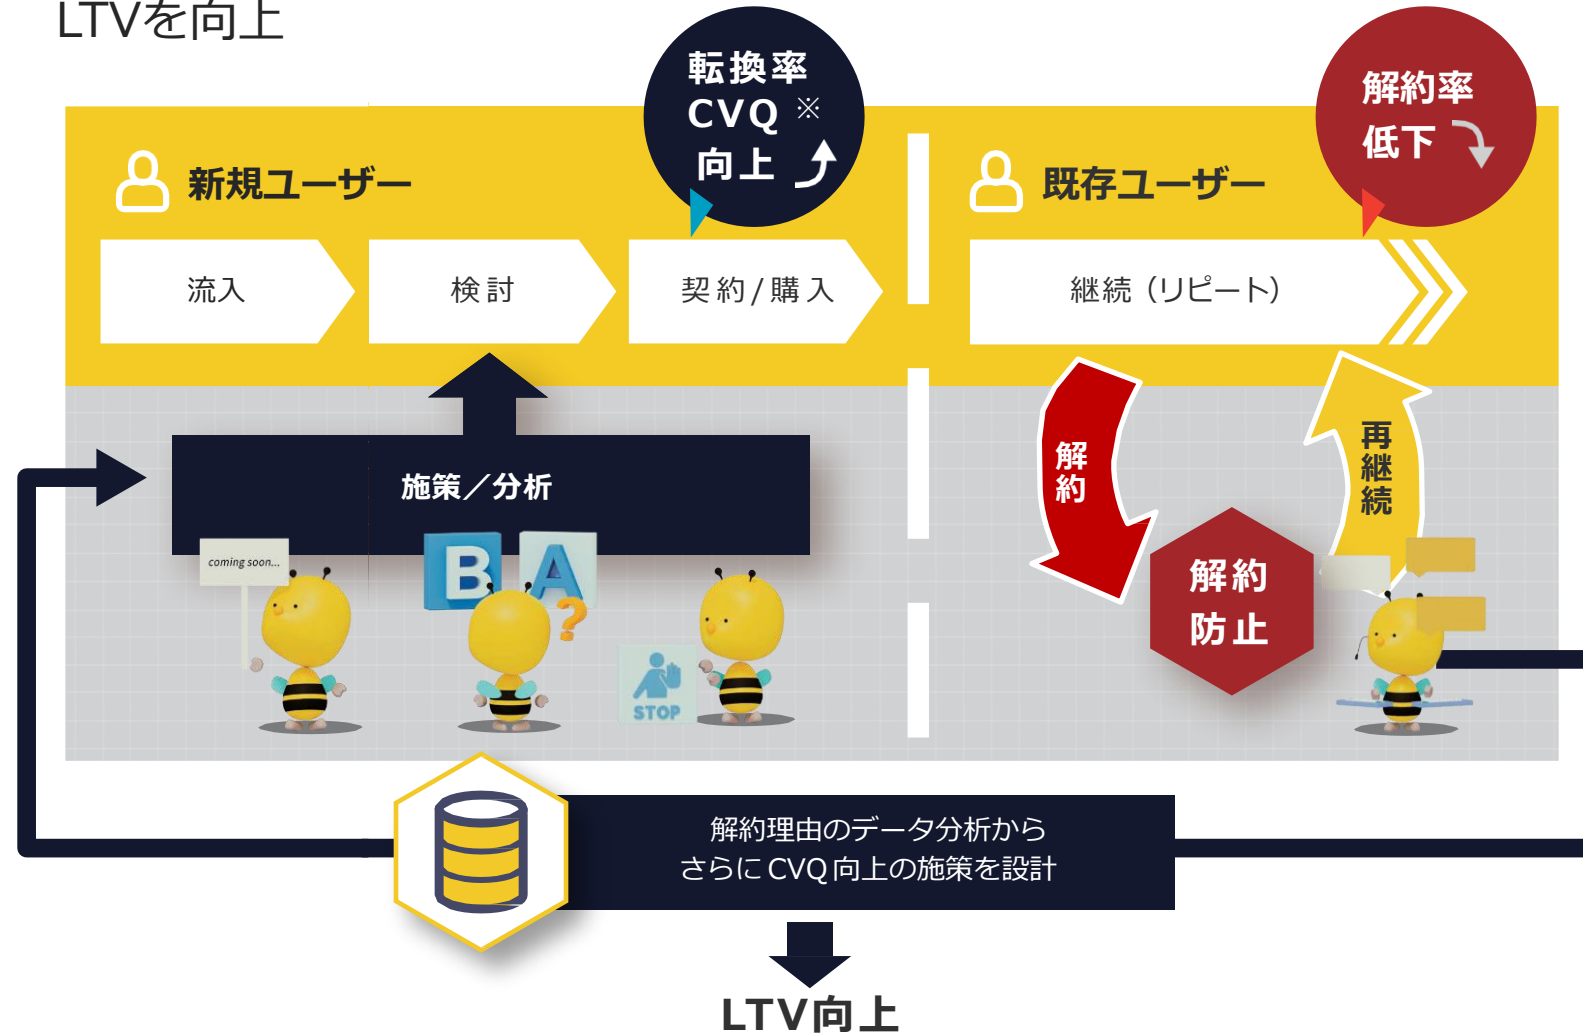 LTVを向上
転換率
CVQ ※
向上
解約率
低下
新規ユーザー
既存ユーザー
流入
検討
契約/購入
継続（リピート）
施策／分析
解約
再継続
coming soon...
B
A
?
STOP
解約
防止
解約理由のデータ分析から
さらにCVQ向上の施策を設計
LTV向上